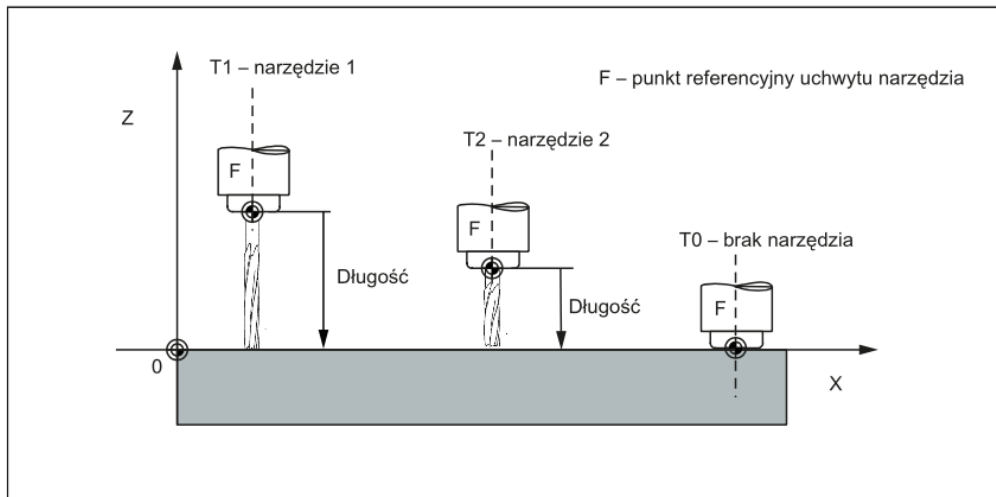 T1 – narzędzie 1
F – punkt referencyjny uchwytu narzędzia
Z
T2 – narzędzie 2
F
F
T0 – brak narzędzia
Długość
Długość
F
0
X